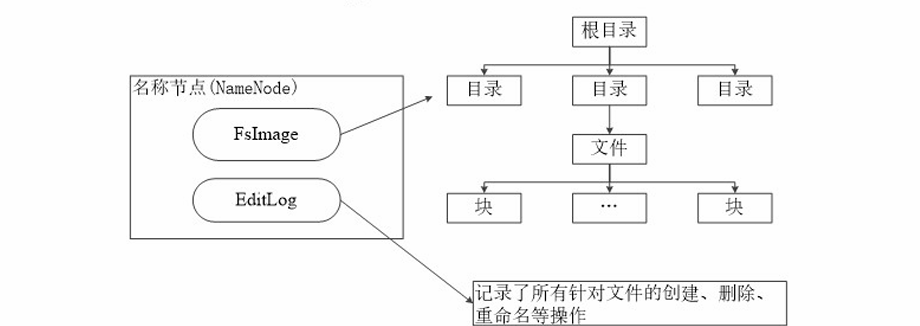 根目录
名称节点(NameNode)
目录
目录
目录
FsImage
文件
EditLog
块
…
块
记录了所有针对文件的创建、删除、
重命名等操作